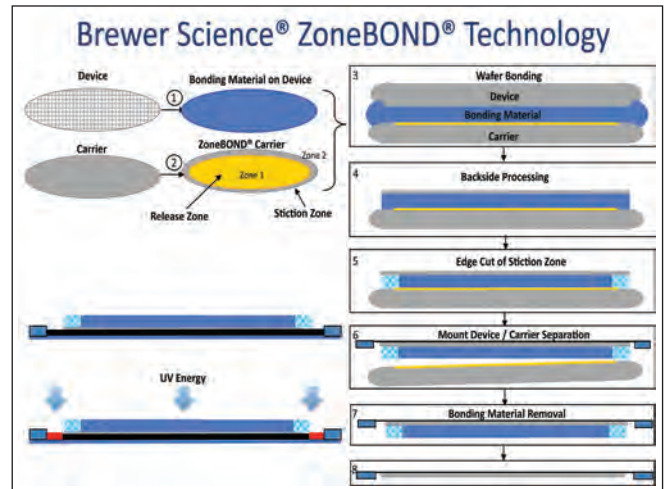 Brewer Science® ZoneBOND® Technology
Device
Bonding Material on Device
1
Carrier
2
ZoneBOND® Carrier
Zone 2
Zone 1
Release Zone
Stiction Zone
3
Wafer Bonding
Device
Bonding Material
Carrier
4
Backside Processing
5
Edge Cut of Stiction Zone
6
Mount Device / Carrier Separation
7
Bonding Material Removal
8
UV Energy